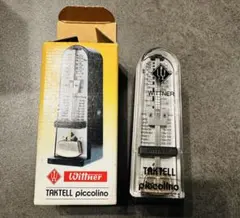 Wittner
TAKTELL piccolino
WITTNER
TAKTELL
piccolino